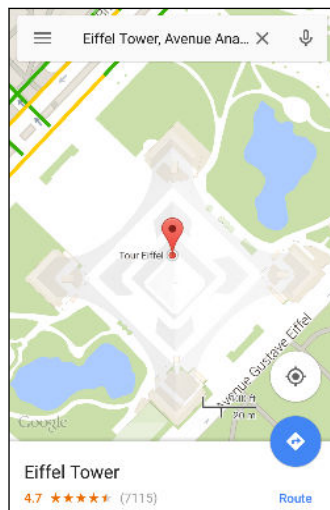 Eiffel Tower, Avenue Ana...
Tour Eiffel
Avenue Gustave Eiffel
20 m
Google
Eiffel Tower
4.7 (7115)
Route